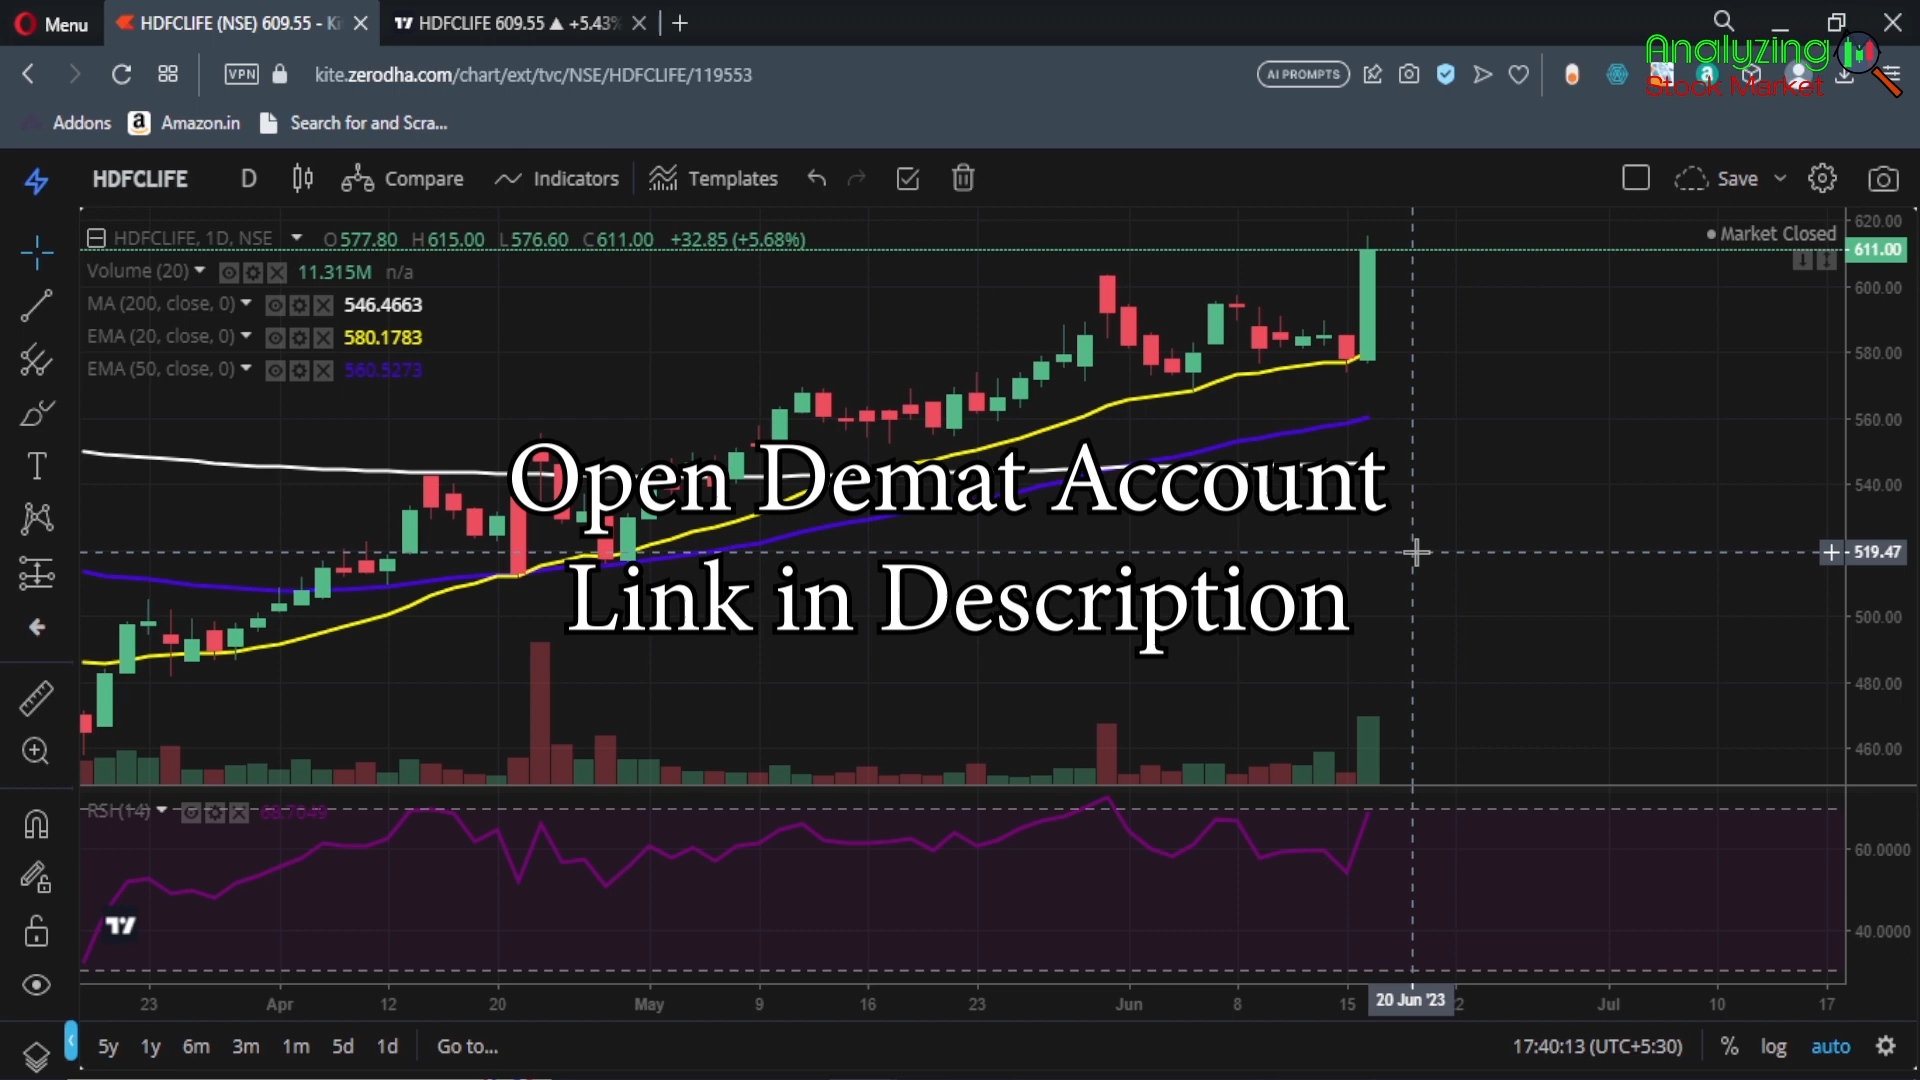 Menu
HDFCLIFE (NSE) 609.55 - Ki
HDFCLIFE 609.55 ▲ +5.43%
Analyzing
Stock Market
VPN
kite.zerodha.com/chart/ext/tvc/NSE/HDFCLIFE/119553
AI PROMPTS
Addons
Amazon.in
Search for and Scra...
HDFCLIFE D Compare Indicators Templates Save
HDFCLIFE, 1D, NSE O577.80 H615.00 L576.60 C611.00 +32.85 (+5.68%)
Market Closed
Volume (20) 11.315M n/a
MA (200, close, 0) 546.4663
EMA (20, close, 0) 580.1783
EMA (50, close, 0) 560.5273
620.00
611.00
600.00
580.00
560.00
540.00
519.47
500.00
480.00
460.00
Open Demat Account
Link in Description
RSI (14) 68.7049
60.0000
40.0000
23 Apr 12 20 May 9 16 23 Jun 8 15 20 Jun '23 Jul 10 17
5y 1y 6m 3m 1m 5d 1d Go to...
17:40:13 (UTC+5:30) % log auto